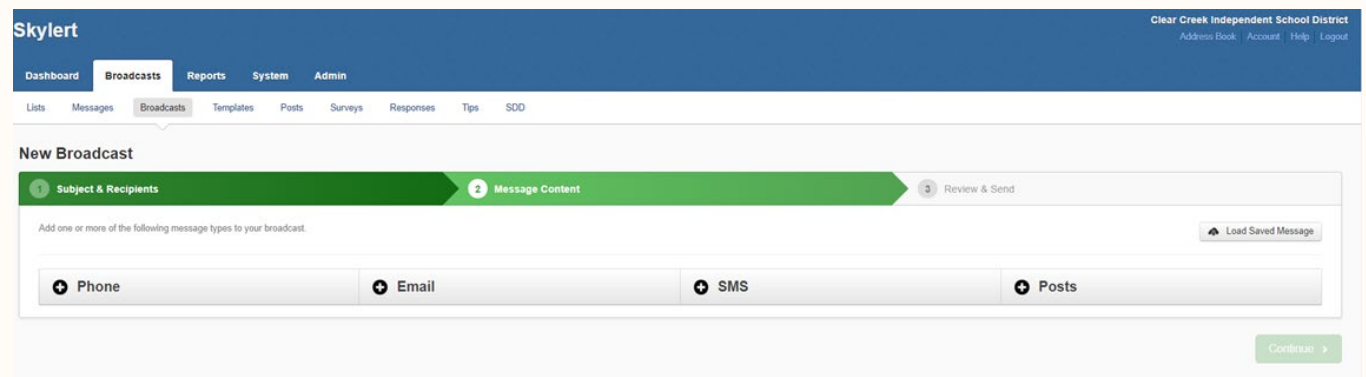 Clear Creek Independent School District
Skylert
Address Book Account Help Logout
Dashboard Broadcasts Reports System Admin
Lists Messages Broadcasts Templates Posts Surveys Responses Tips SDD
New Broadcast
1 Subject & Recipients 2 Message Content 3 Review & Send
Add one or more of the following message types to your broadcast.
Load Saved Message
Phone Email SMS Posts
Continue